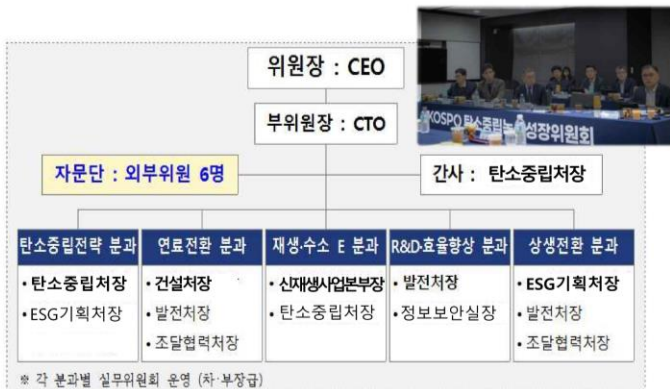 위원장 : CEO
부위원장 : CTO
KOSPO 탄소중립녹 성장위원회
자문단 : 외부위원 6명
간사 : 탄소중립처장
탄소중립전략 분과
• 탄소중립처장
• ESG기획처장
연료전환 분과
• 건설처장
• 발전처장
• 조달협력처장
재생·수소 E 분과
• 신재생사업본부장
• 탄소중립처장
R&D·효율향상 분과
• 발전처장
• 정보보안실장
상생전환 분과
• ESG기획처장
• 발전처장
• 조달협력처장
※ 각 분과별 실무위원회 운영 (차·부장급)